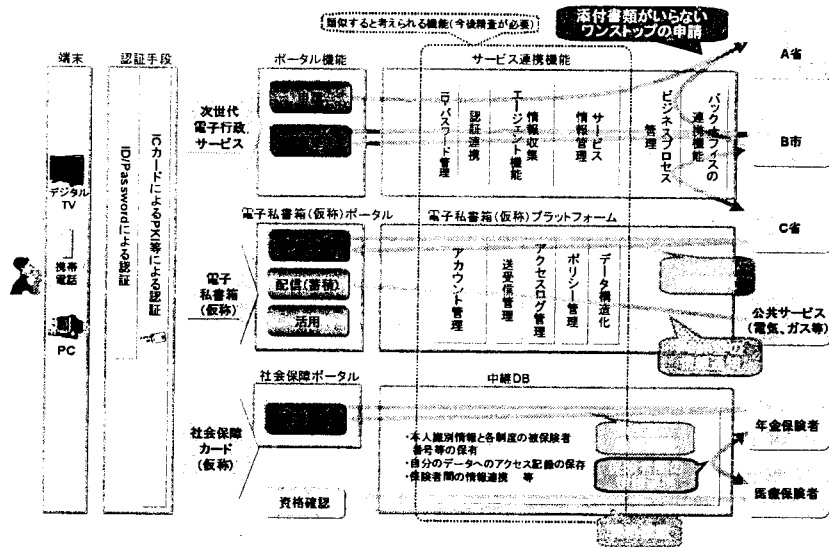 類似すると考えられる機能(今後精査が必要)
添付書類がいらない
ワンストップの申請
端末
認証手段
ポータル機能
サービス連携機能
A省
次世代
電子行政
サービス
ID・パスワード管理
認証連携
エージェント機能
情報収集
情報管理
サービス
管理
ビジネスプロセス
連携機能
バックオフィスの
B市
C省
デジタル
TV
携帯
電話
PC
ID/Passwordによる認証
ICカードによるPKI等による認証
電子私書箱(仮称)ポータル
電子私書箱(仮称)プラットフォーム
電子
私書箱
(仮称)
配信(蓄積)
活用
アカウント管理
送受信管理
アクセスログ管理
ポリシー管理
データ構造化
公共サービス
(電気、ガス等)
社会保障ポータル
中継DB
社会保障
カード
(仮称)
・本人識別情報と各制度の被保険者
番号等の保有
・自分のデータへのアクセス記録の保存
・保険者間の情報連携 等
資格確認
年金保険者
医療保険者